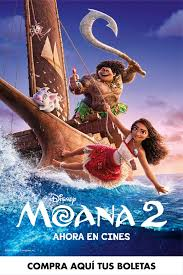 Disney
MOANA 2
AHORA EN CINES
COMPRA AQUÍ TUS BOLETAS